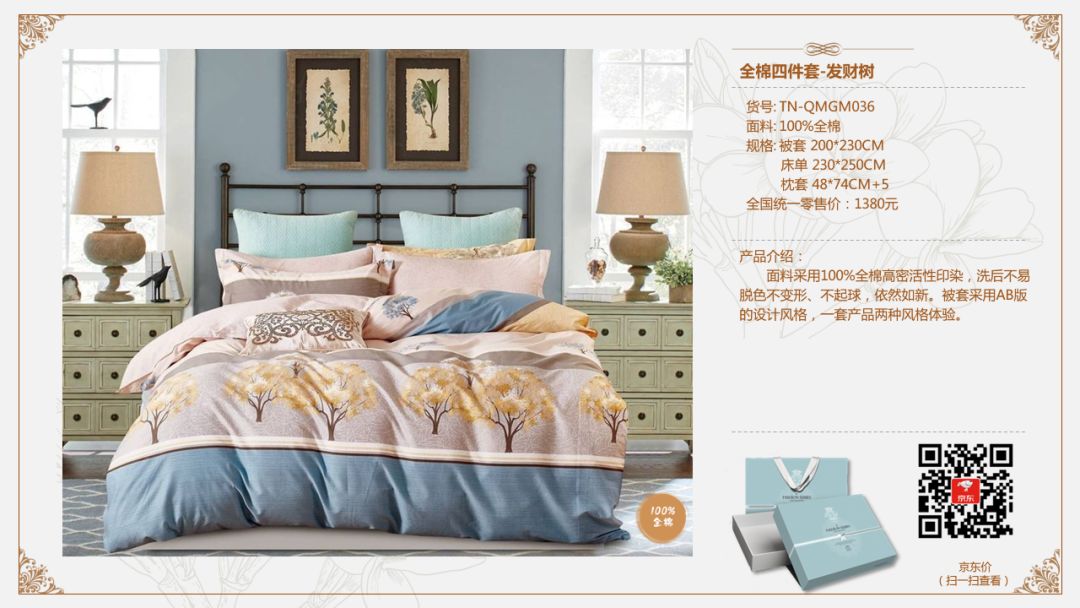 全棉四件套-发财树
货号: TN-QMGM036
面料: 100%全棉
规格: 被套 200*230CM
床单 230*250CM
枕套 48*74CM+5
全国统一零售价：1380元
产品介绍：
面料采用100%全棉高密活性印染，洗后不易
脱色不变形、不起球，依然如新。被套采用AB版
的设计风格，一套产品两种风格体验。
100%
全棉
京东
京东价
（扫一扫查看）